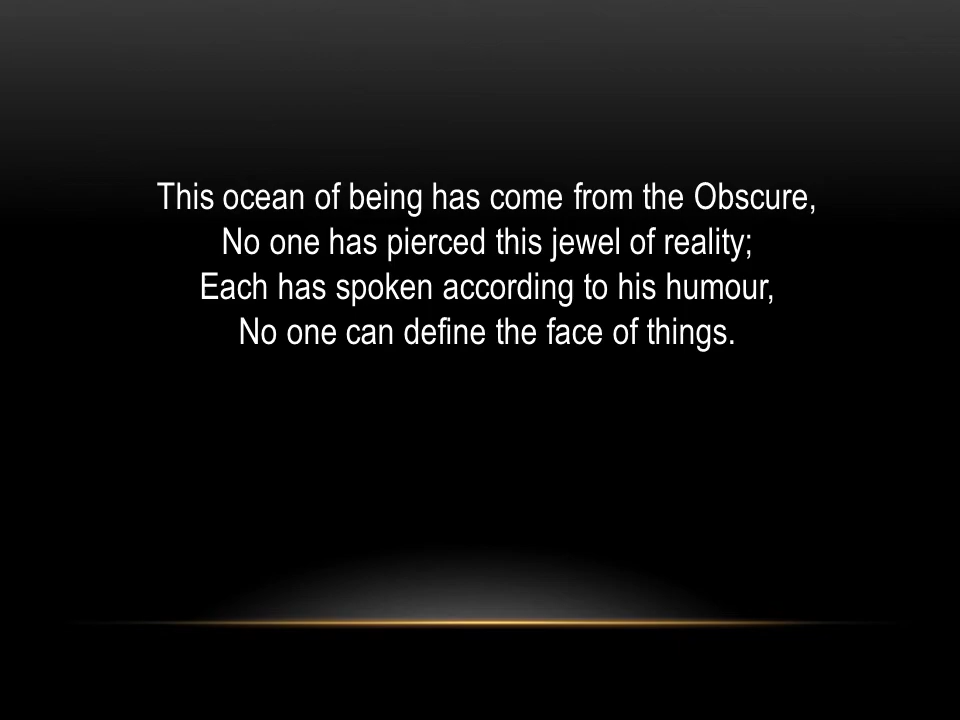 This ocean of being has come from the Obscure,
No one has pierced this jewel of reality;
Each has spoken according to his humour,
No one can define the face of things.